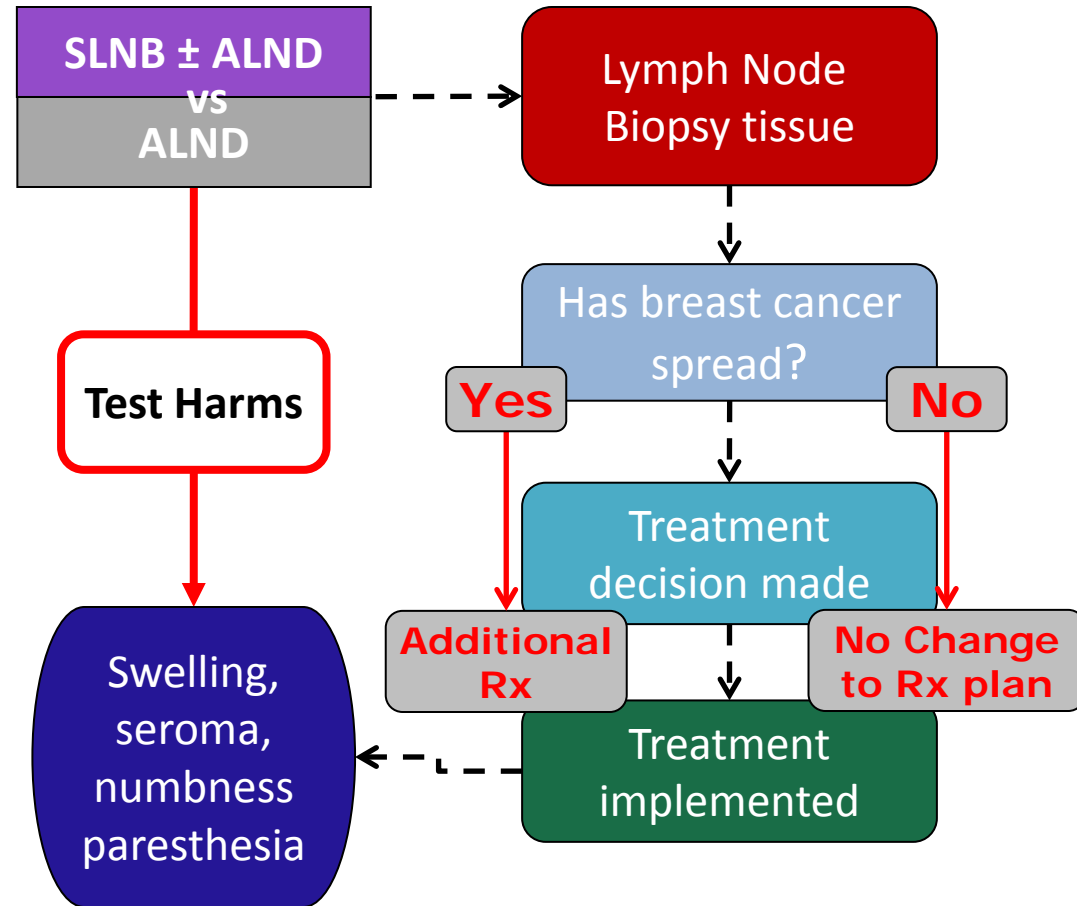 SLNB ± ALND
vs
ALND
Lymph Node
Biopsy tissue
Has breast cancer
spread?
Yes
No
Test Harms
Treatment
decision made
Additional
Rx
No Change
to Rx plan
Swelling,
seroma,
numbness
paresthesia
Treatment
implemented